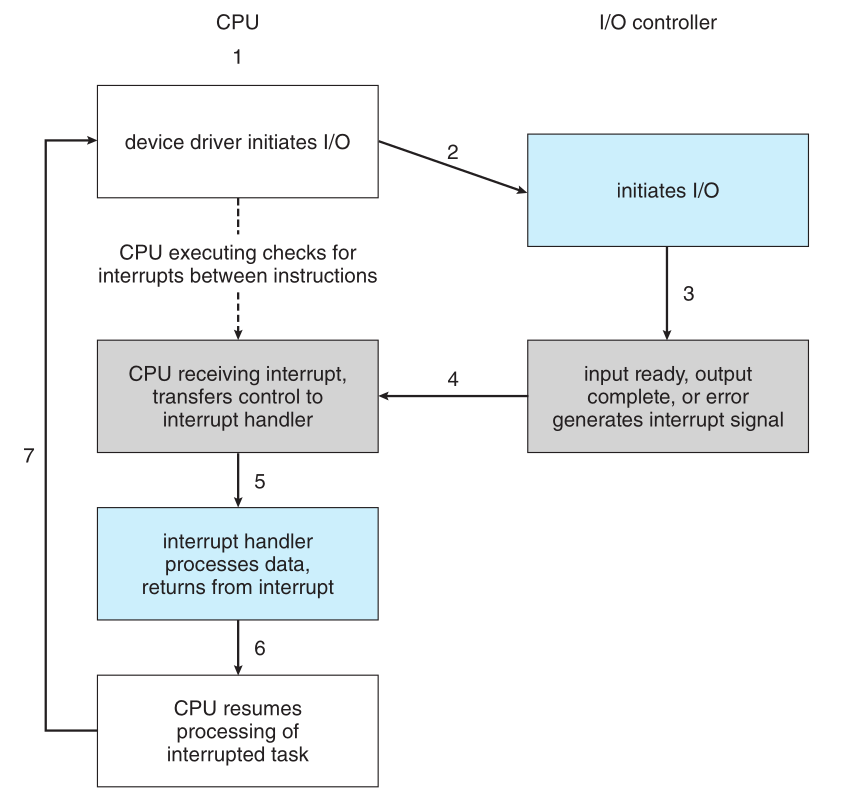 CPU
I/O controller
1
device driver initiates I/O
2
initiates I/O
CPU executing checks for
interrupts between instructions
3
CPU receiving interrupt,
transfers control to
interrupt handler
4
input ready, output
complete, or error
generates interrupt signal
7
5
interrupt handler
processes data,
returns from interrupt
6
CPU resumes
processing of
interrupted task